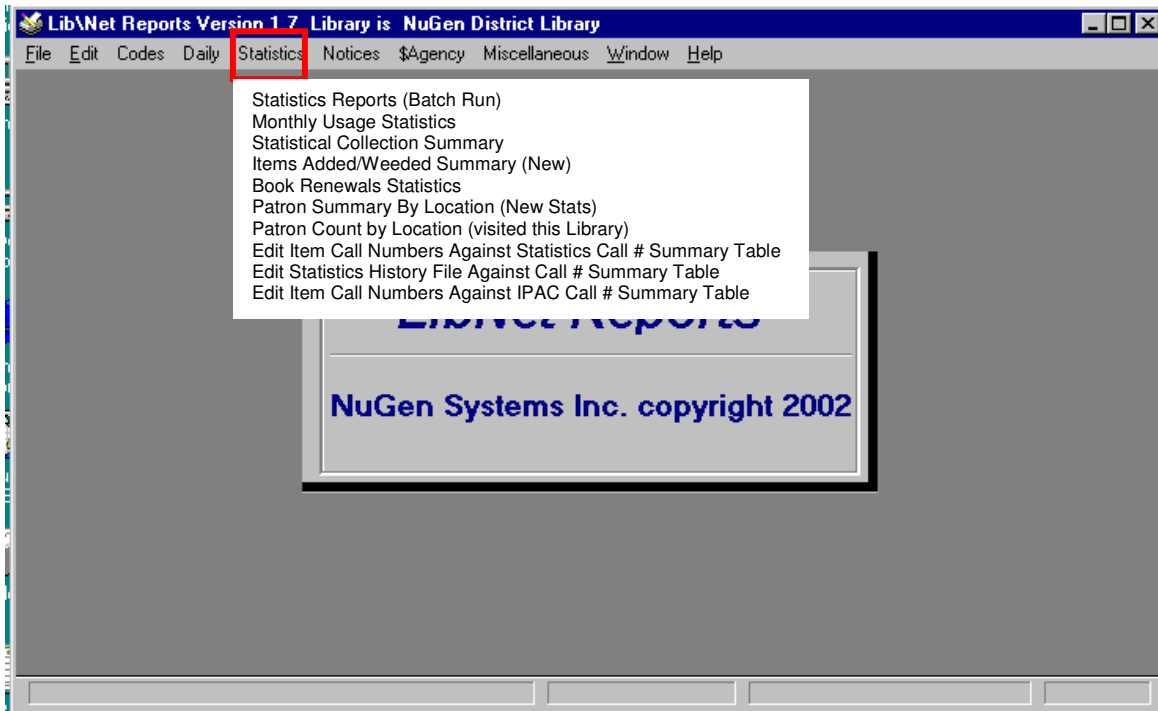 Lib\Net Reports Version 1.7 Library is NuGen District Library
File Edit Codes Daily Statistics Notices $Agency Miscellaneous Window Help
Statistics Reports (Batch Run)
Monthly Usage Statistics
Statistical Collection Summary
Items Added/Weeded Summary (New)
Book Renewals Statistics
Patron Summary By Location (New Stats)
Patron Count by Location (visited this Library)
Edit Item Call Numbers Against Statistics Call # Summary Table
Edit Statistics History File Against Call # Summary Table
Edit Item Call Numbers Against IPAC Call # Summary Table
LibNet Reports
NuGen Systems Inc. copyright 2002